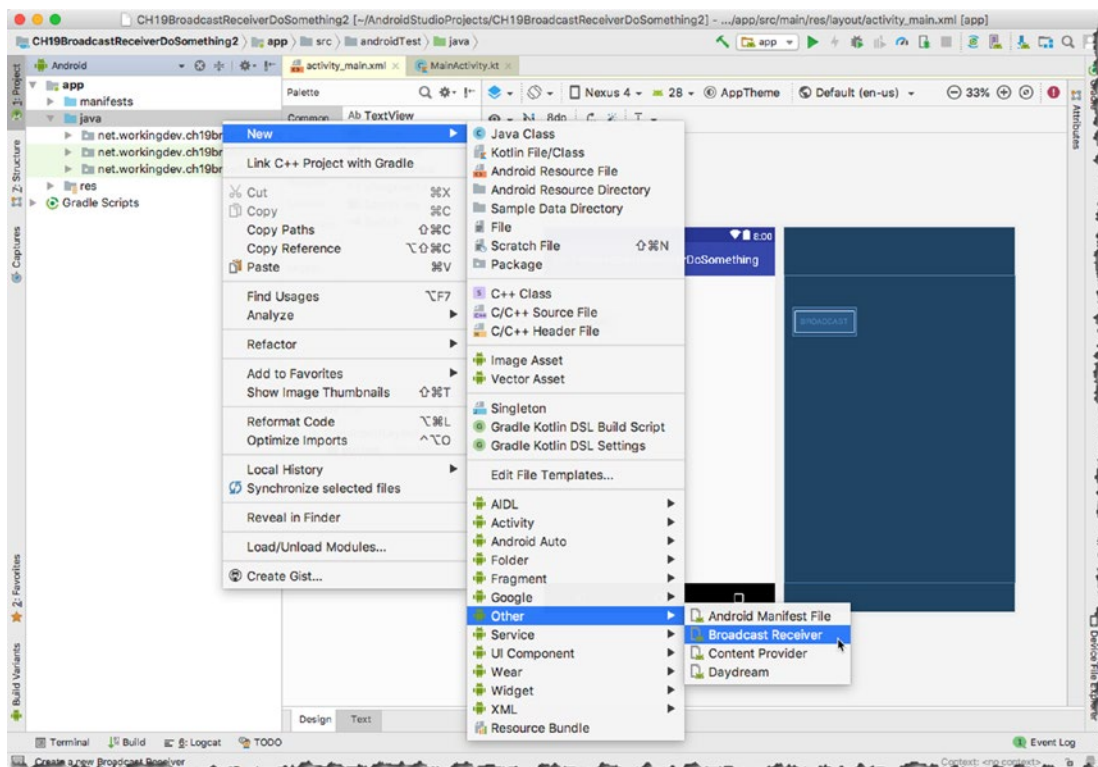 CH19BroadcastReceiverDoSomething2 [~/AndroidStudioProjects/CH19BroadcastReceiverDoSomething2] - .../app/src/main/res/layout/activity_main.xml [app]
CH19BroadcastReceiverDoSomething2 app src androidTest java
app
Android
activity_main.xml
MainActivity.kt
1: Project
app
manifests
java
net.workingdev.ch19br
net.workingdev.ch19br
net.workingdev.ch19br
res
Gradle Scripts
Z: Structure
Captures
2: Favorites
Build Variants
Palette
Nexus 4
28
AppTheme
Default (en-us)
33%
Attributes
Common
Ab TextView
8dp
New
Link C++ Project with Gradle
Cut ⌘X
Copy ⌘C
Copy Paths ⇧⌘C
Copy Reference ⌥⇧⌘C
Paste ⌘V
Find Usages ⌥F7
Analyze
Refactor
Add to Favorites
Show Image Thumbnails ⇧⌘T
Reformat Code ⌥⌘L
Optimize Imports ^⌥O
Local History
Synchronize selected files
Reveal in Finder
Load/Unload Modules...
Create Gist...
Java Class
Kotlin File/Class
Android Resource File
Android Resource Directory
Sample Data Directory
File
Scratch File ⇧⌘N
Package
C++ Class
C/C++ Source File
C/C++ Header File
Image Asset
Vector Asset
Singleton
Gradle Kotlin DSL Build Script
Gradle Kotlin DSL Settings
Edit File Templates...
AIDL
Activity
Android Auto
Folder
Fragment
Google
Other
Service
UI Component
Wear
Widget
XML
Resource Bundle
Android Manifest File
Broadcast Receiver
Content Provider
Daydream
8:00
DoSomething
BROADCAST
Device File Explorer
Design Text
Terminal
Build
6: Logcat
TODO
Event Log
Create a new Broadcast Receiver
Context: <no context>